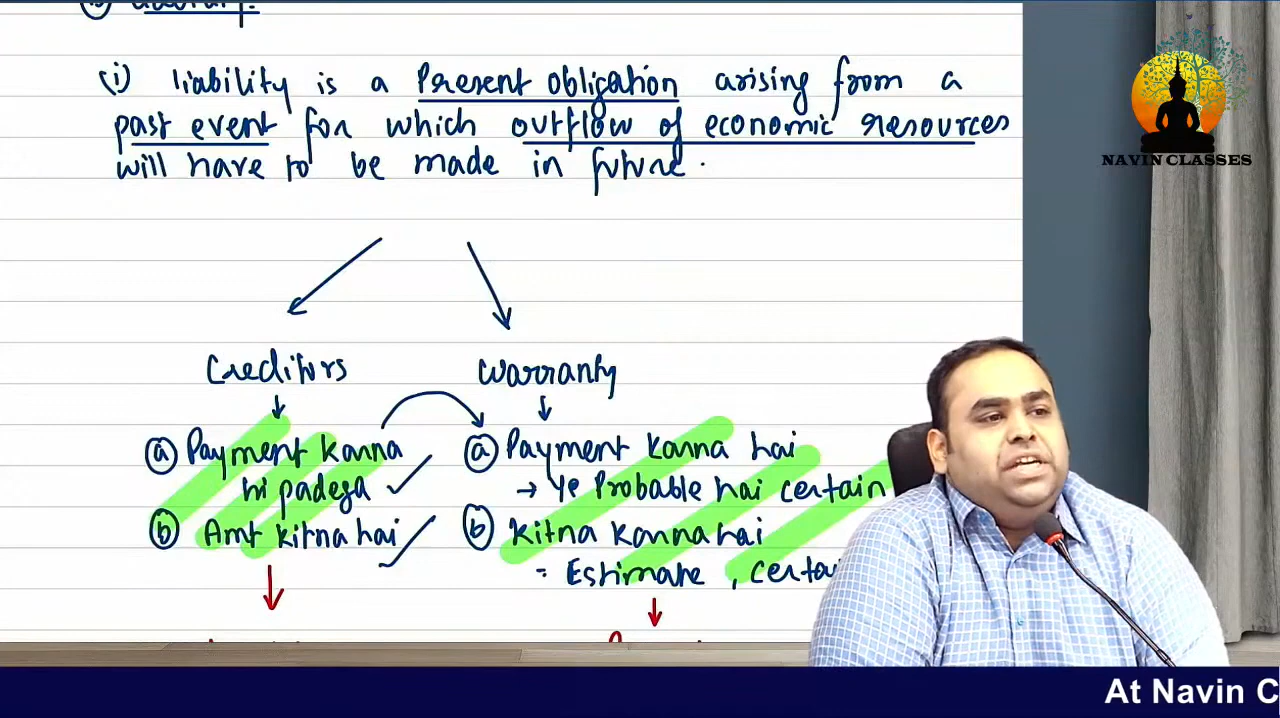 (i) liability is a Present obligation arising from a
past event for which outflow of economic resources
will have to be made in future.
Creditors
Warranty
(a) Payment karna
hi padega ✓
(b) Amt kitna hai ✓
(a) Payment karna hai
→ ye Probable hai certain
(b) Kitna karna hai
= Estimate, certai
NAVIN CLASSES
At Navin C